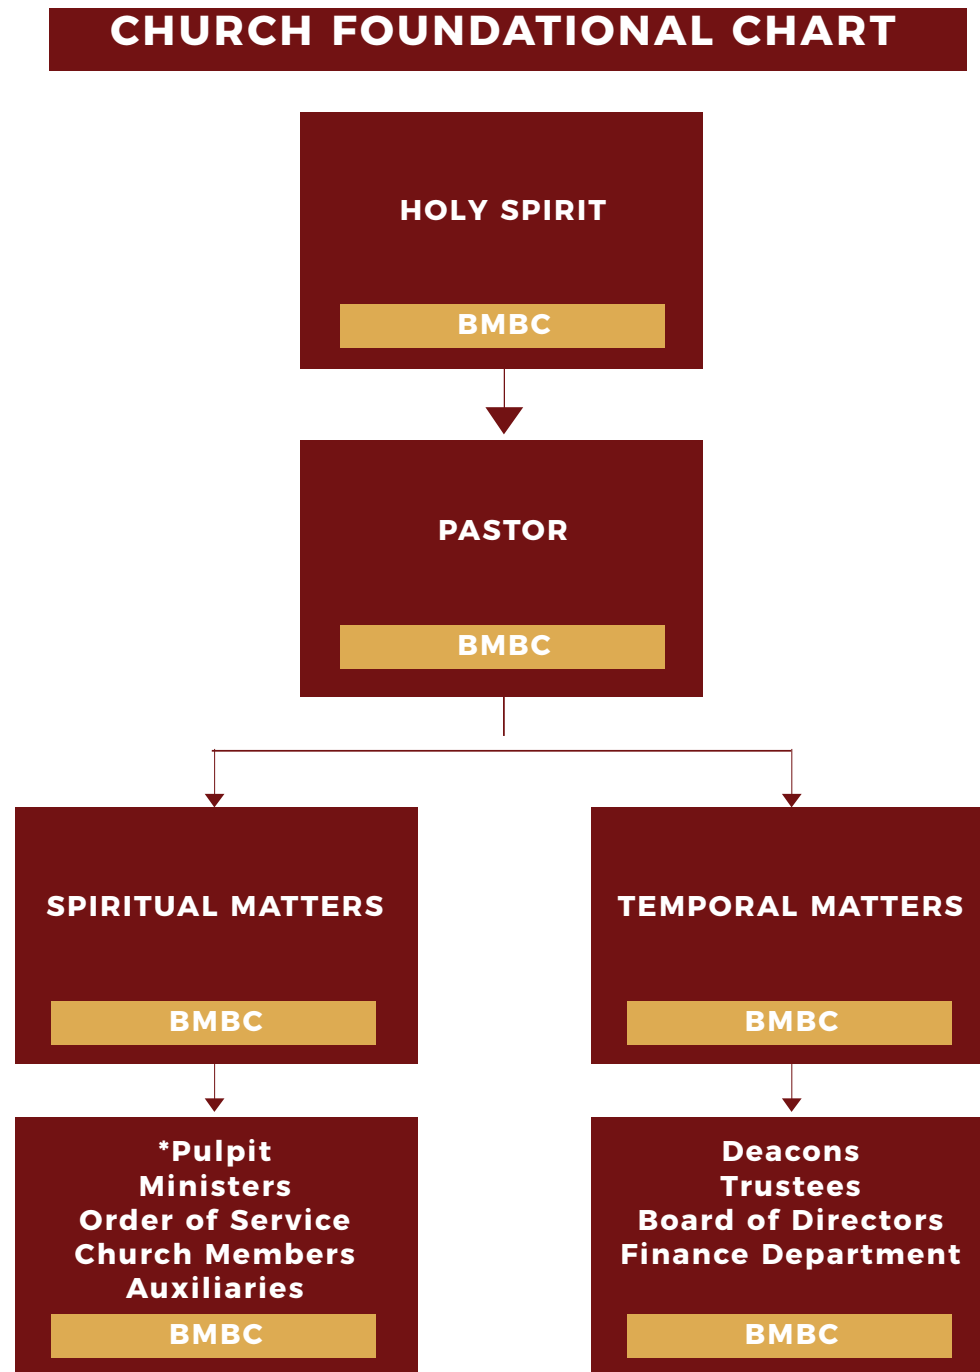 CHURCH FOUNDATIONAL CHART
HOLY SPIRIT
BMBC
PASTOR
BMBC
SPIRITUAL MATTERS
BMBC
TEMPORAL MATTERS
BMBC
*Pulpit
Ministers
Order of Service
Church Members
Auxiliaries
BMBC
Deacons
Trustees
Board of Directors
Finance Department
BMBC